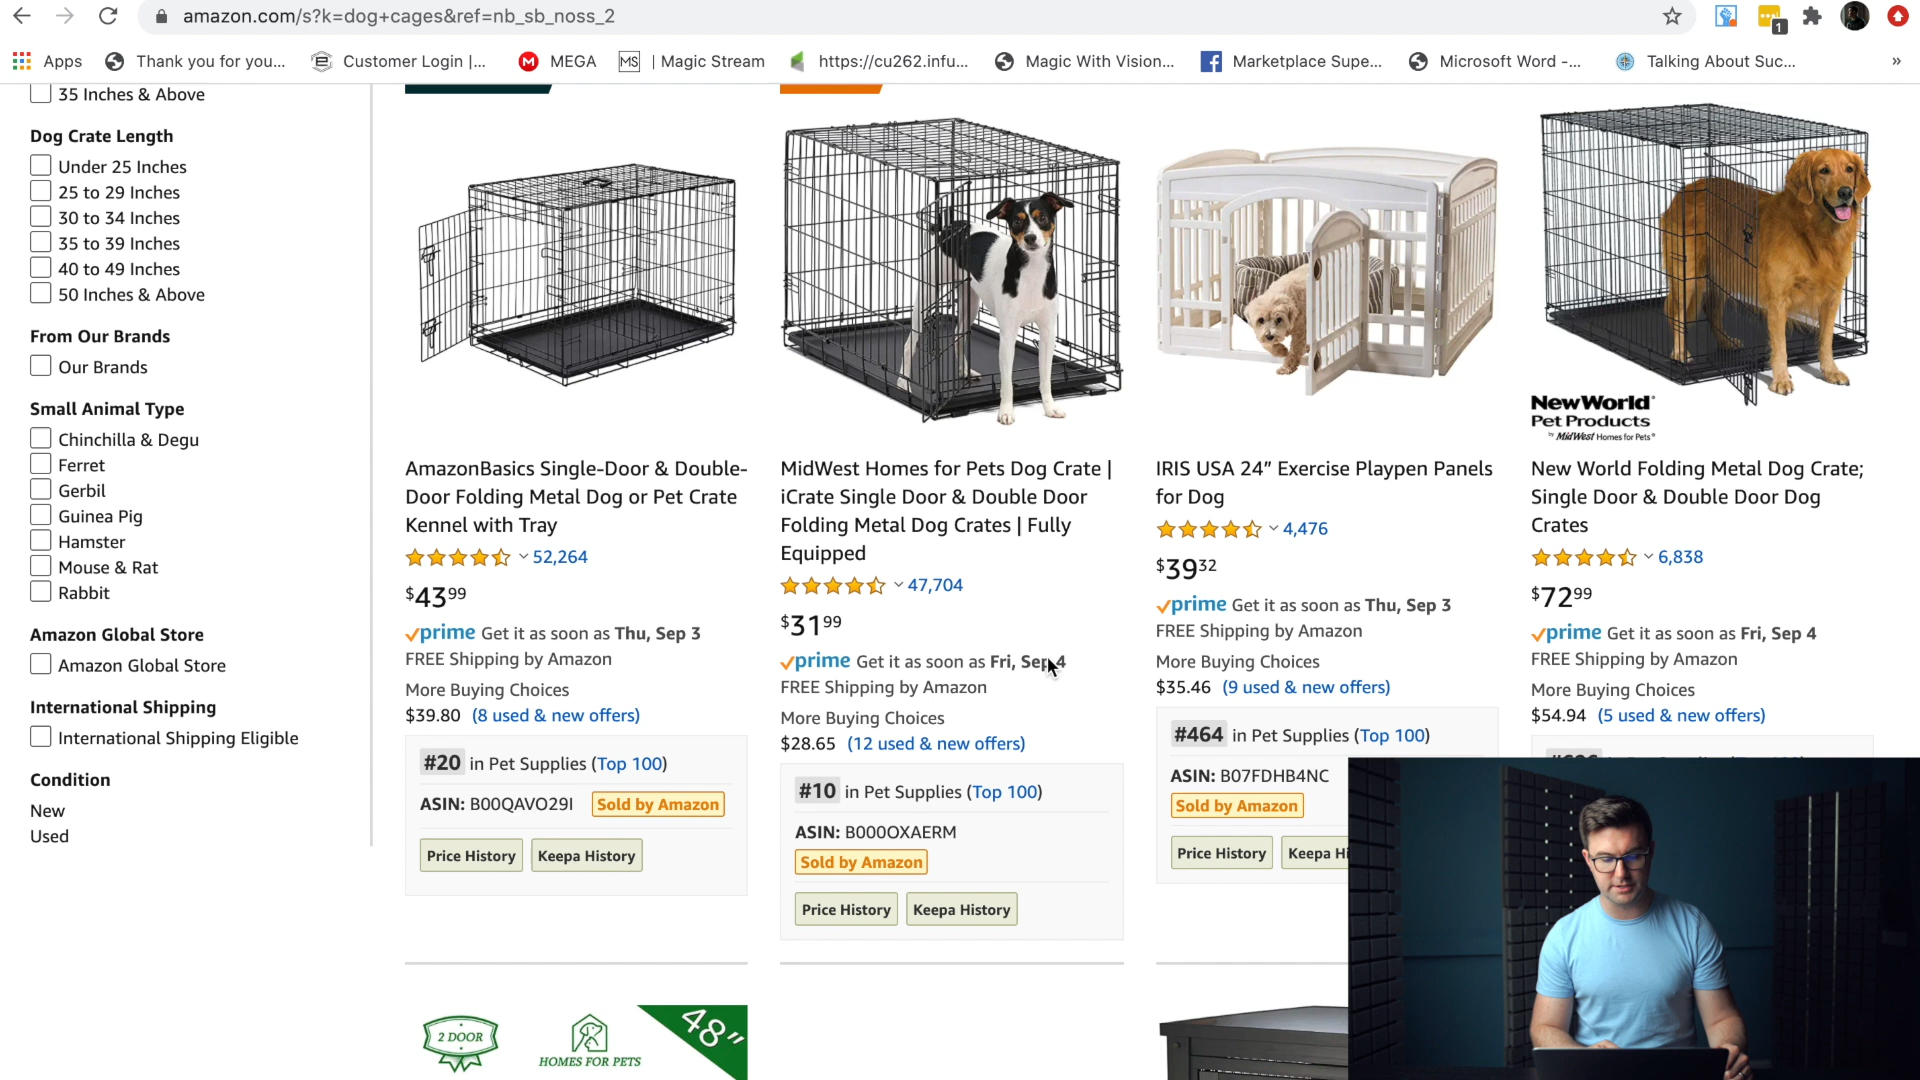 amazon.com/s?k=dog+cages&ref=nb_sb_noss_2
1
Apps
Thank you for you...
Customer Login |...
MEGA
MS | Magic Stream
https://cu262.infu...
Magic With Vision...
Marketplace Supe...
Microsoft Word -...
Talking About Suc...
»
35 Inches & Above
Dog Crate Length
Under 25 Inches
25 to 29 Inches
30 to 34 Inches
35 to 39 Inches
40 to 49 Inches
50 Inches & Above
From Our Brands
Our Brands
Small Animal Type
Chinchilla & Degu
Ferret
Gerbil
Guinea Pig
Hamster
Mouse & Rat
Rabbit
Amazon Global Store
Amazon Global Store
International Shipping
International Shipping Eligible
Condition
New
Used
AmazonBasics Single-Door & Double-
Door Folding Metal Dog or Pet Crate
Kennel with Tray
52,264
$43 99
prime Get it as soon as Thu, Sep 3
FREE Shipping by Amazon
More Buying Choices
$39.80 (8 used & new offers)
#20 in Pet Supplies (Top 100)
ASIN: B00QAVO29I Sold by Amazon
Price History Keepa History
2 DOOR
HOMES FOR PETS
48"
MidWest Homes for Pets Dog Crate |
iCrate Single Door & Double Door
Folding Metal Dog Crates | Fully
Equipped
47,704
$31 99
prime Get it as soon as Fri, Sep 4
FREE Shipping by Amazon
More Buying Choices
$28.65 (12 used & new offers)
#10 in Pet Supplies (Top 100)
ASIN: B000OXAERM
Sold by Amazon
Price History Keepa History
IRIS USA 24" Exercise Playpen Panels
for Dog
4,476
$39 32
prime Get it as soon as Thu, Sep 3
FREE Shipping by Amazon
More Buying Choices
$35.46 (9 used & new offers)
#464 in Pet Supplies (Top 100)
ASIN: B07FDHB4NC
Sold by Amazon
Price History Keepa Hi
NewWorld
Pet Products
by MidWest Homes for Pets
New World Folding Metal Dog Crate;
Single Door & Double Door Dog
Crates
6,838
$72 99
prime Get it as soon as Fri, Sep 4
FREE Shipping by Amazon
More Buying Choices
$54.94 (5 used & new offers)